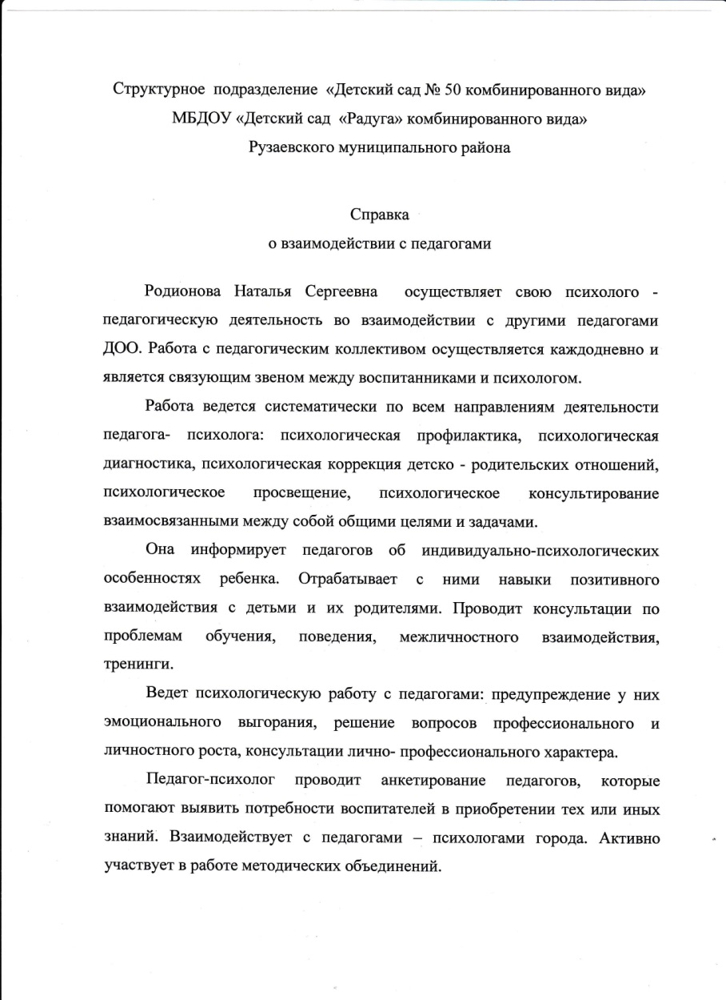 Структурное подразделение «Детский сад № 50 комбинированного вида»
МБДОУ «Детский сад «Радуга» комбинированного вида»
Рузаевского муниципального района
Справка
о взаимодействии с педагогами
Родионова Наталья Сергеевна осуществляет свою психолого -
педагогическую деятельность во взаимодействии с другими педагогами
ДОО. Работа с педагогическим коллективом осуществляется каждодневно и
является связующим звеном между воспитанниками и психологом.
Работа ведется систематически по всем направлениям деятельности
педагога- психолога: психологическая профилактика, психологическая
диагностика, психологическая коррекция детско - родительских отношений,
психологическое просвещение, психологическое консультирование
взаимосвязанными между собой общими целями и задачами.
Она информирует педагогов об индивидуально-психологических
особенностях ребенка. Отрабатывает с ними навыки позитивного
взаимодействия с детьми и их родителями. Проводит консультации по
проблемам обучения, поведения, межличностного взаимодействия,
тренинги.
Ведет психологическую работу с педагогами: предупреждение у них
эмоционального выгорания, решение вопросов профессионального и
личностного роста, консультации лично- профессионального характера.
Педагог-психолог проводит анкетирование педагогов, которые
помогают выявить потребности воспитателей в приобретении тех или иных
знаний. Взаимодействует с педагогами – психологами города. Активно
участвует в работе методических объединений.